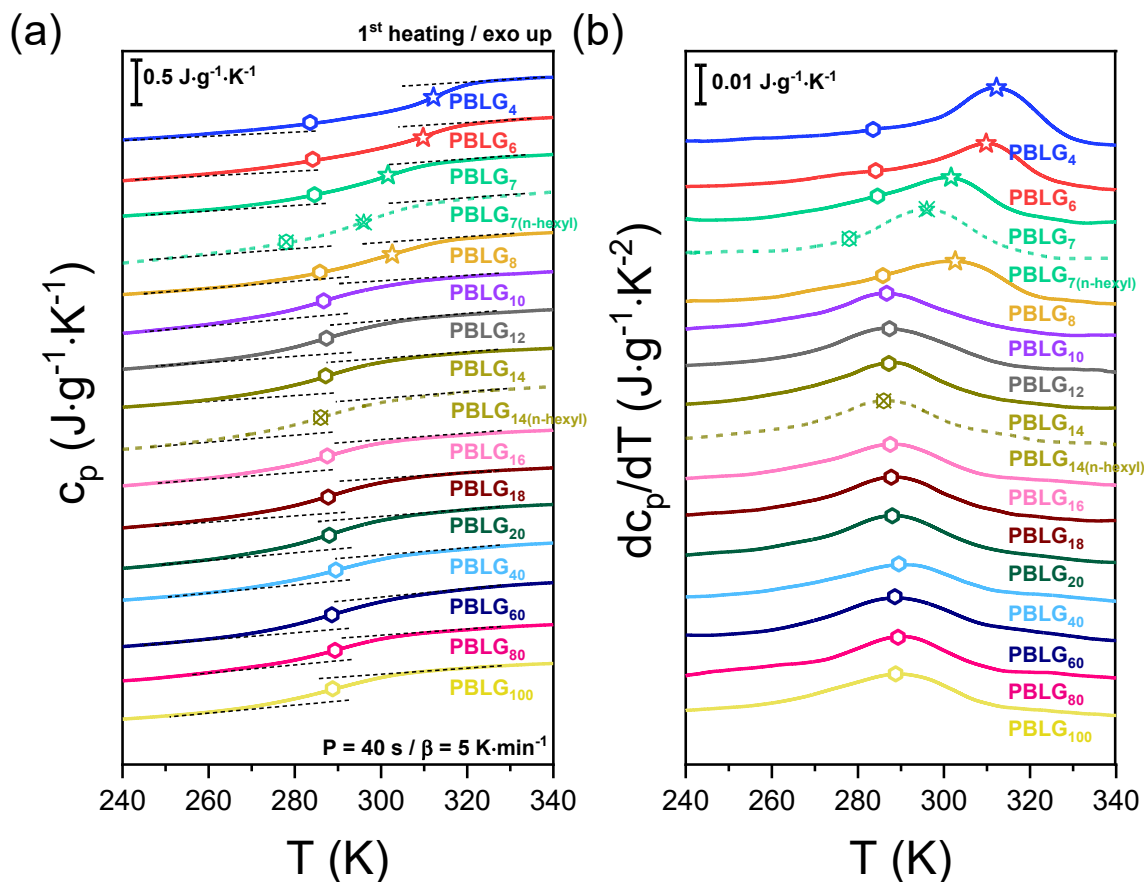 (a)
1st heating / exo up
0.5 J·g-1·K-1
PBLG4
PBLG6
PBLG7
PBLG7(n-hexyl)
PBLG8
PBLG10
PBLG12
PBLG14
PBLG14(n-hexyl)
PBLG16
PBLG18
PBLG20
PBLG40
PBLG60
PBLG80
PBLG100
P = 40 s / β = 5 K·min-1
cp (J·g-1·K-1)
240 260 280 300 320 340
T (K)
(b)
0.01 J·g-1·K-2
PBLG4
PBLG6
PBLG7
PBLG7(n-hexyl)
PBLG8
PBLG10
PBLG12
PBLG14
PBLG14(n-hexyl)
PBLG16
PBLG18
PBLG20
PBLG40
PBLG60
PBLG80
PBLG100
dcp/dT (J·g-1·K-2)
240 260 280 300 320 340
T (K)